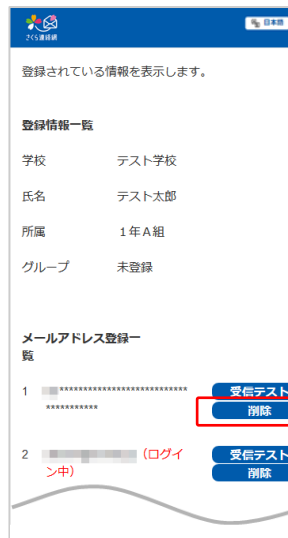 さくら連絡網
日本語
登録されている情報を表示します。
登録情報一覧
学校 テスト学校
氏名 テスト太郎
所属 1年A組
グループ 未登録
メールアドレス登録一
覧
1 ***************************
***********
受信テスト
削除
2 (ログイ
ン中)
受信テスト
削除